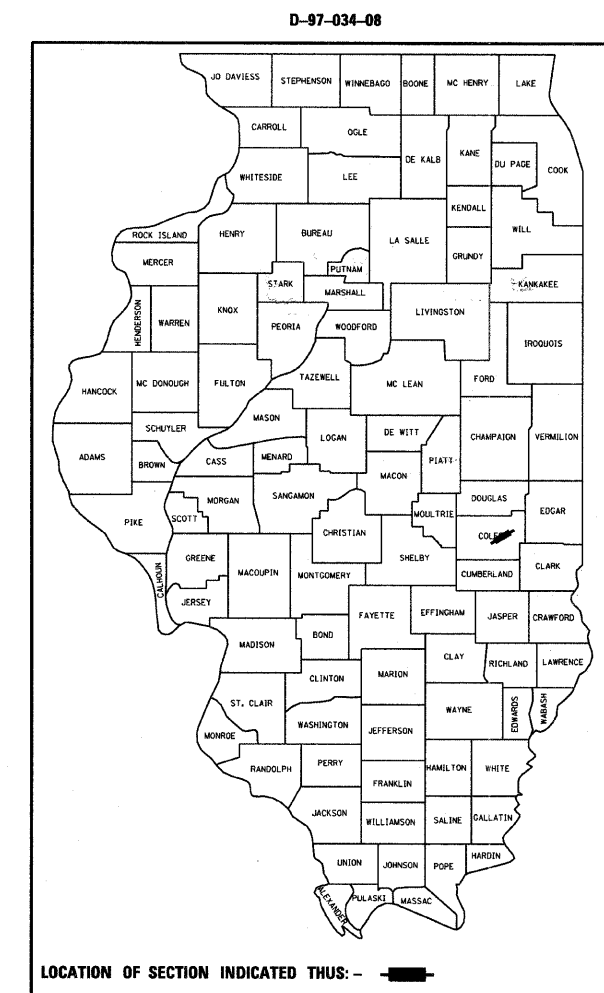 D-97-034-08
JO DAVIESS STEPHENSON WINNEBAGO BOONE MC HENRY LAKE
CARROLL OGLE
DE KALB KANE DU PAGE COOK
WHITESIDE LEE
KENDALL
ROCK ISLAND HENRY BUREAU LA SALLE WILL
MERCER GRUNDY
PUTNAM
STARK MARSHALL KANKAKEE
HENDERSON WARREN KNOX PEORIA WOODFORD LIVINGSTON
IROQUOIS
HANCOCK MC DONOUGH FULTON TAZEWELL MC LEAN FORD
MASON
SCHUYLER LOGAN DE WITT CHAMPAIGN VERMILION
ADAMS BROWN CASS MENARD PIATT
MACON
MORGAN SANGAMON DOUGLAS EDGAR
PIKE SCOTT CHRISTIAN MOULTRIE
COLES
GREENE MACOUPIN SHELBY
CALHOUN MONTGOMERY CUMBERLAND CLARK
JERSEY
FAYETTE EFFINGHAM JASPER CRAWFORD
MADISON BOND
CLAY RICHLAND LAWRENCE
CLINTON MARION
ST. CLAIR WAYNE EDWARDS WABASH
WASHINGTON JEFFERSON
MONROE
RANDOLPH PERRY HAMILTON WHITE
FRANKLIN
JACKSON WILLIAMSON SALINE GALLATIN
UNION JOHNSON POPE HARDIN
ALEXANDER PULASKI MASSAC
LOCATION OF SECTION INDICATED THUS: –